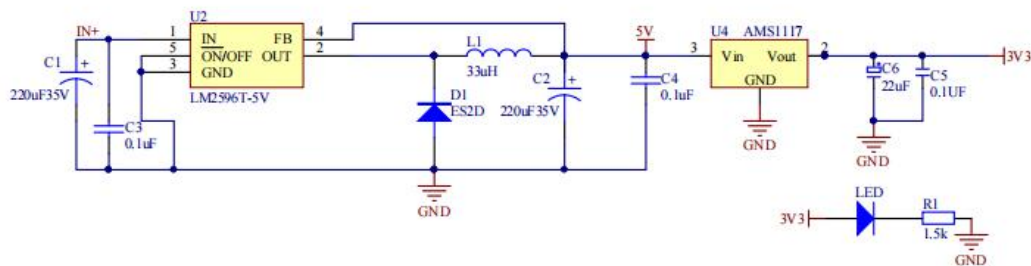 U2
IN+
1
IN
FB
4
5
ON/OFF
OUT
2
3
GND
LM2596T-5V
C1
220uF35V
C3
0.1uF
D1
ES2D
L1
33uH
C2
220uF35V
5V
C4
0.1uF
GND
U4
AMS1117
3
Vin
Vout
2
GND
GND
C6
22uF
C5
0.1UF
3V3
GND
3V3
LED
R1
1.5k
GND